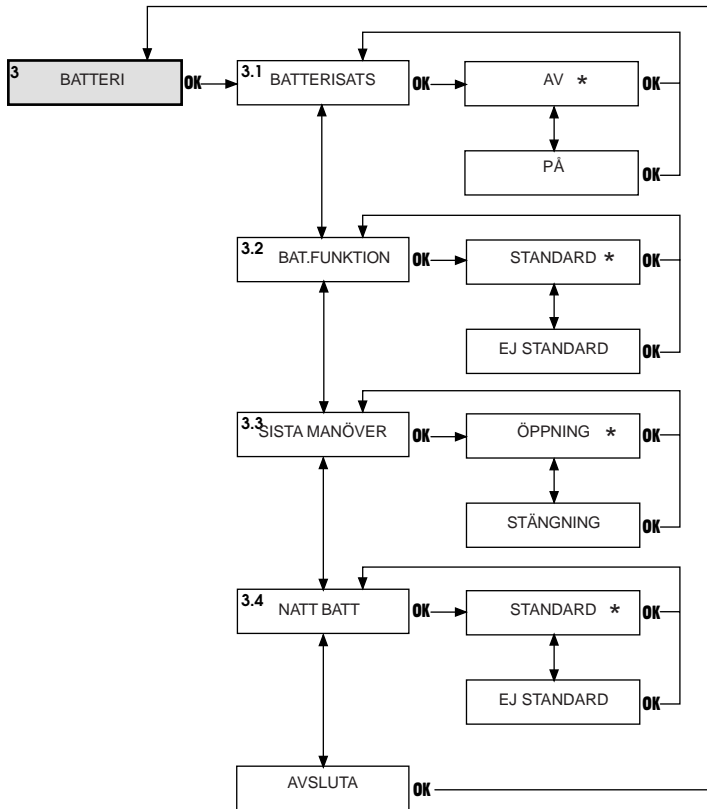 3
BATTERI
OK
3.1
BATTERISATS
OK
AV *
OK
PÅ
OK
3.2
BAT.FUNKTION
OK
STANDARD *
OK
EJ STANDARD
OK
3.3
SISTA MANÖVER
OK
ÖPPNING *
OK
STÄNGNING
OK
3.4
NATT BATT
OK
STANDARD *
OK
EJ STANDARD
OK
AVSLUTA
OK